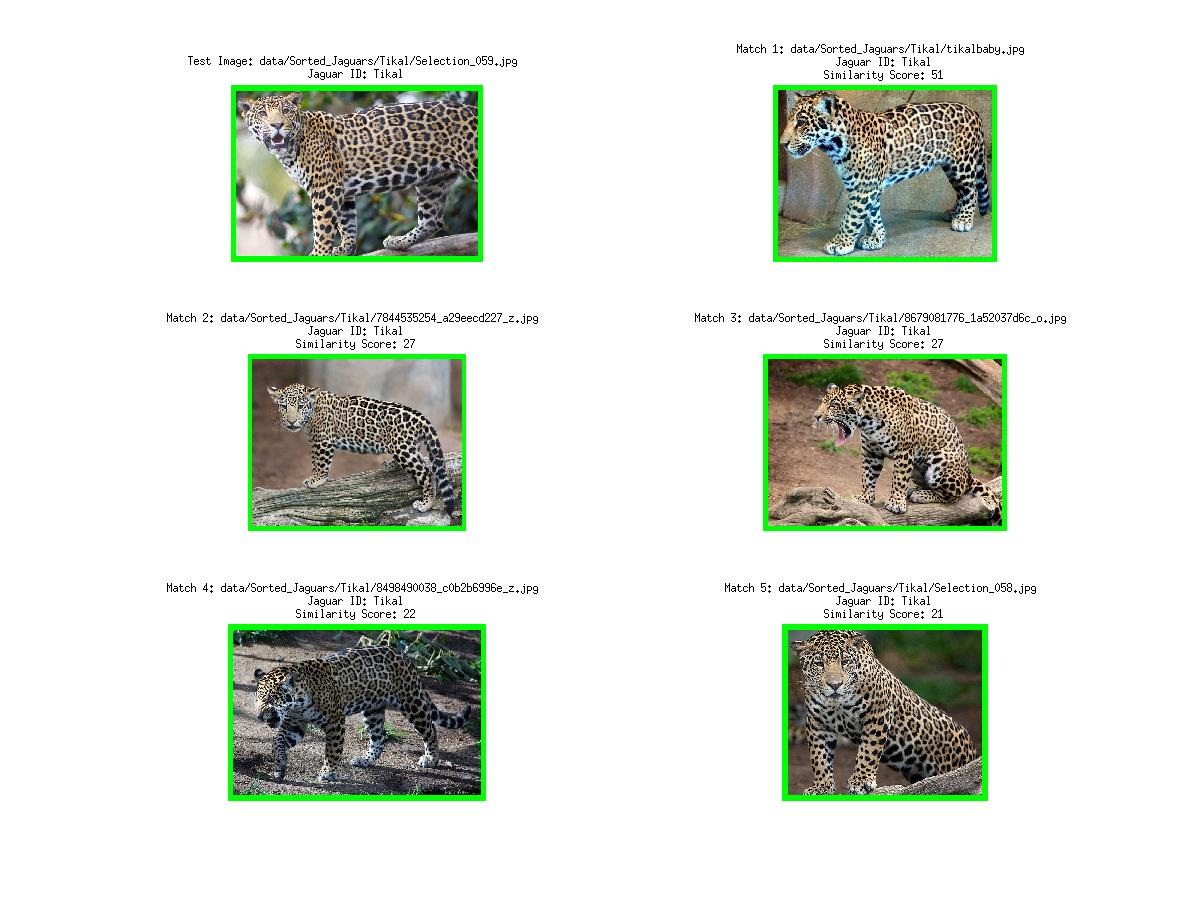 Test Image: data/Sorted_Jaguars/Tikal/Selection_059.jpg
Jaguar ID: Tikal
Match 1: data/Sorted_Jaguars/Tikal/tikalbaby.jpg
Jaguar ID: Tikal
Similarity Score: 51
Match 2: data/Sorted_Jaguars/Tikal/7844535254_a29eecd227_z.jpg
Jaguar ID: Tikal
Similarity Score: 27
Match 3: data/Sorted_Jaguars/Tikal/8679081776_1a52037d6c_o.jpg
Jaguar ID: Tikal
Similarity Score: 27
Match 4: data/Sorted_Jaguars/Tikal/8498490038_c0b2b6996e_z.jpg
Jaguar ID: Tikal
Similarity Score: 22
Match 5: data/Sorted_Jaguars/Tikal/Selection_058.jpg
Jaguar ID: Tikal
Similarity Score: 21